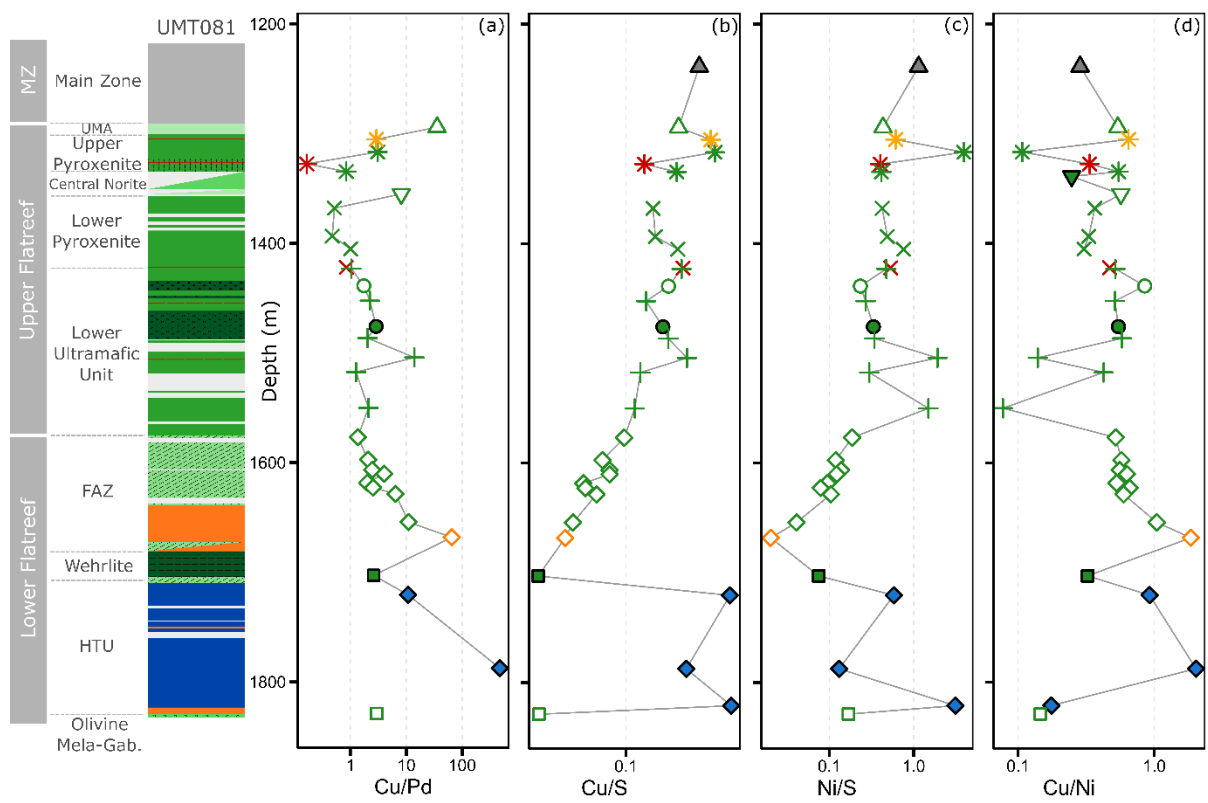 UMT081
MZ
Main Zone
UMA
Upper
Pyroxenite
Central Norite
Lower
Pyroxenite
Upper Flatreef
Lower
Ultramafic
Unit
FAZ
Wehrlite
Lower Flatreef
HTU
Olivine
Mela-Gab.
Depth (m)
1200
1400
1600
1800
(a)
(b)
(c)
(d)
1
10
100
Cu/Pd
0.1
Cu/S
0.1
1.0
Ni/S
0.1
1.0
Cu/Ni